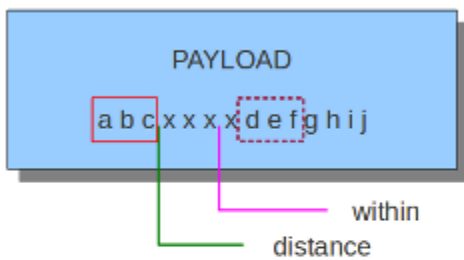 PAYLOAD
a b c x x x x d e f g h i j
within
distance